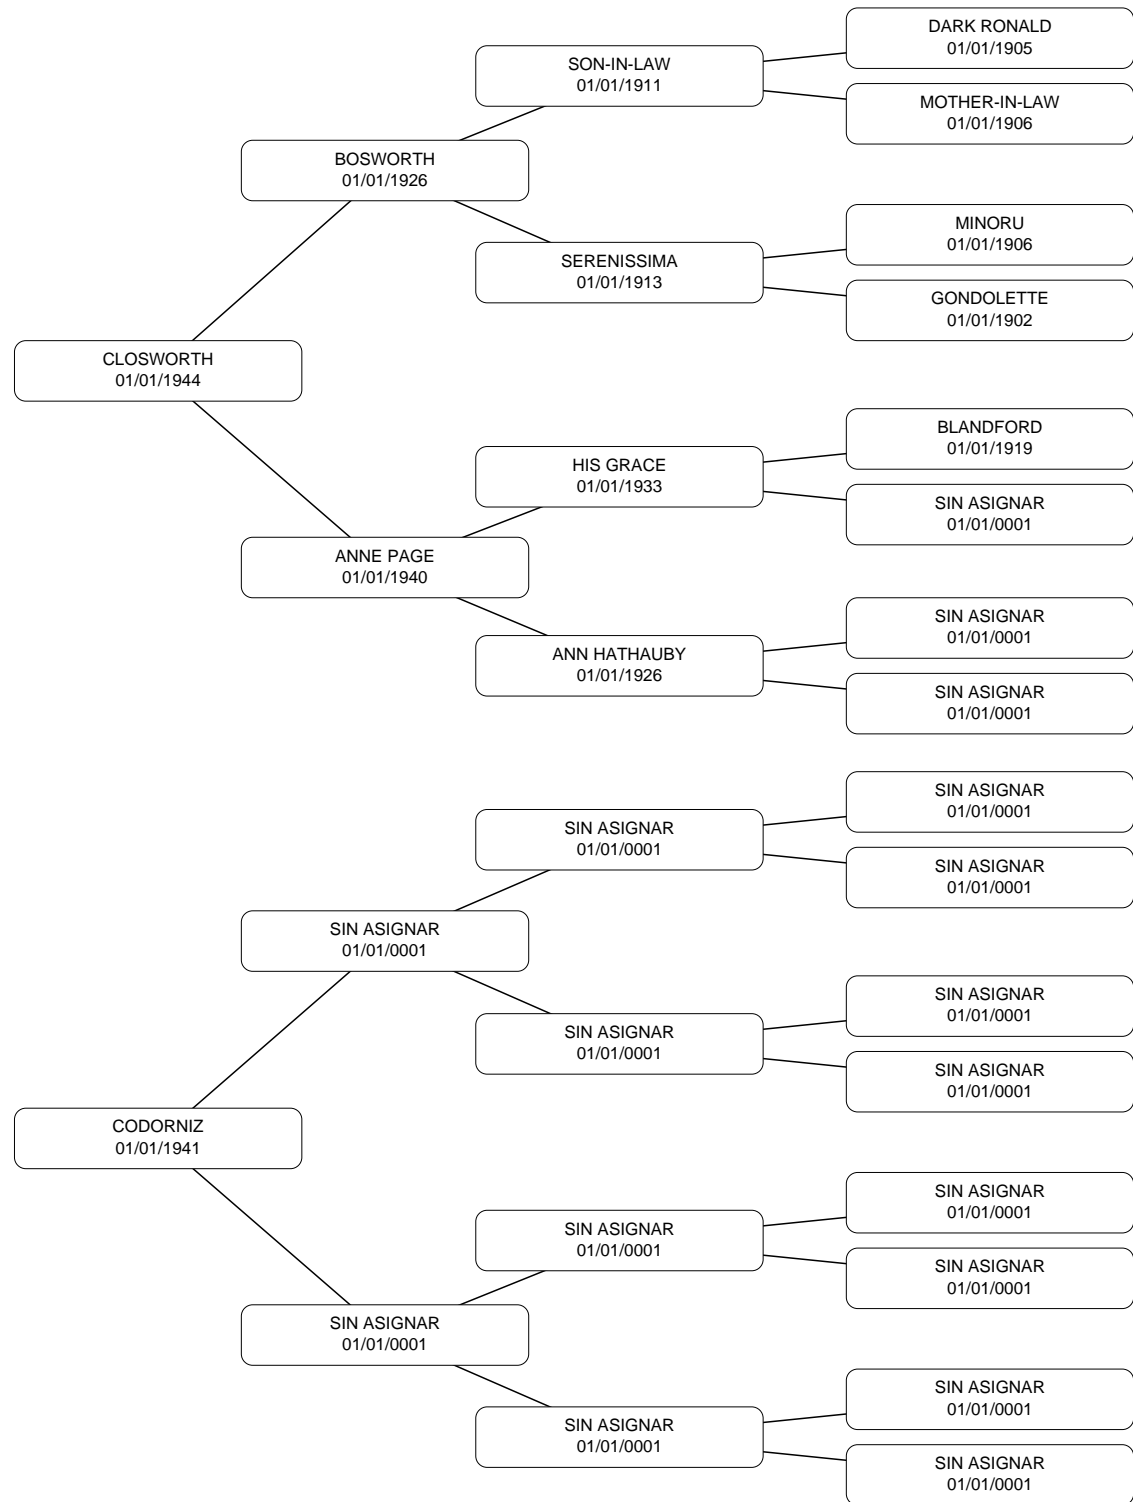 DARK RONALD
01/01/1905
SON-IN-LAW
01/01/1911
MOTHER-IN-LAW
01/01/1906
BOSWORTH
01/01/1926
MINORU
01/01/1906
SERENISSIMA
01/01/1913
GONDOLETTE
01/01/1902
CLOSWORTH
01/01/1944
BLANDFORD
01/01/1919
HIS GRACE
01/01/1933
SIN ASIGNAR
01/01/0001
ANNE PAGE
01/01/1940
SIN ASIGNAR
01/01/0001
ANN HATHAUBY
01/01/1926
SIN ASIGNAR
01/01/0001
SIN ASIGNAR
01/01/0001
SIN ASIGNAR
01/01/0001
SIN ASIGNAR
01/01/0001
SIN ASIGNAR
01/01/0001
SIN ASIGNAR
01/01/0001
SIN ASIGNAR
01/01/0001
SIN ASIGNAR
01/01/0001
CODORNIZ
01/01/1941
SIN ASIGNAR
01/01/0001
SIN ASIGNAR
01/01/0001
SIN ASIGNAR
01/01/0001
SIN ASIGNAR
01/01/0001
SIN ASIGNAR
01/01/0001
SIN ASIGNAR
01/01/0001
SIN ASIGNAR
01/01/0001